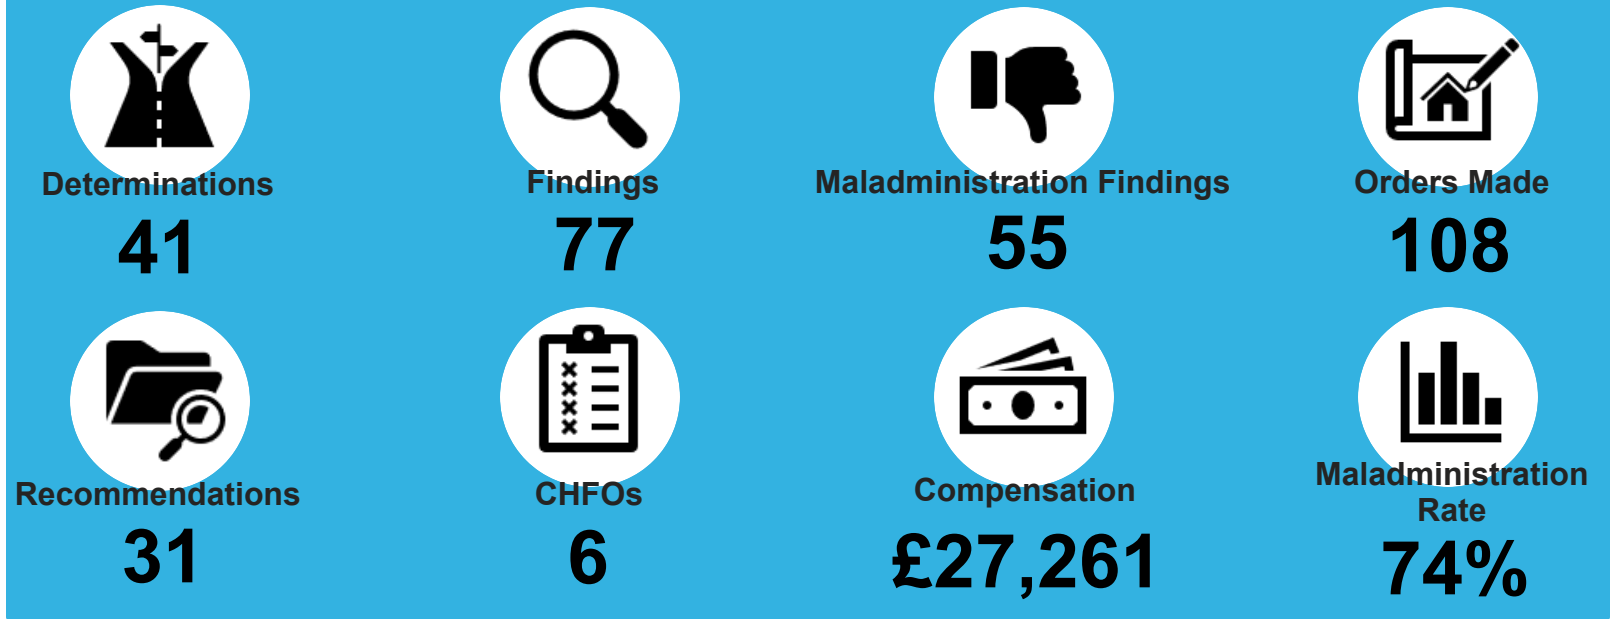 Determinations
41
Findings
77
Maladministration Findings
55
Orders Made
108
Recommendations
31
CHFOs
6
Compensation
£27,261
Maladministration
Rate
74%